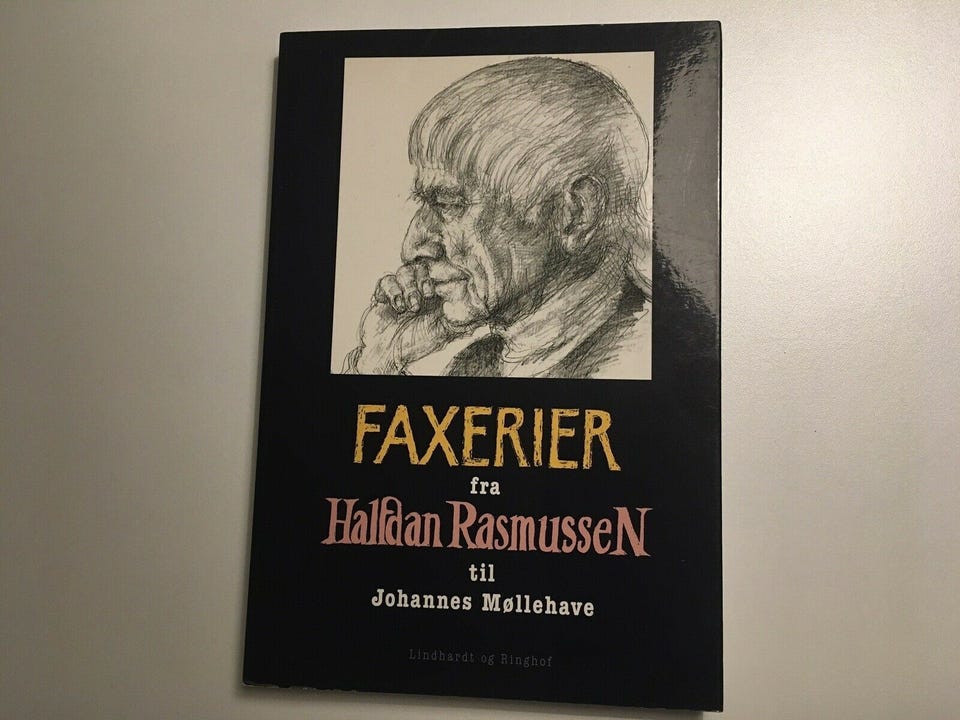 FAXERIER
fra
Halfdan RasmusseN
til
Johannes Møllehave
Lindhardt og Ringhof